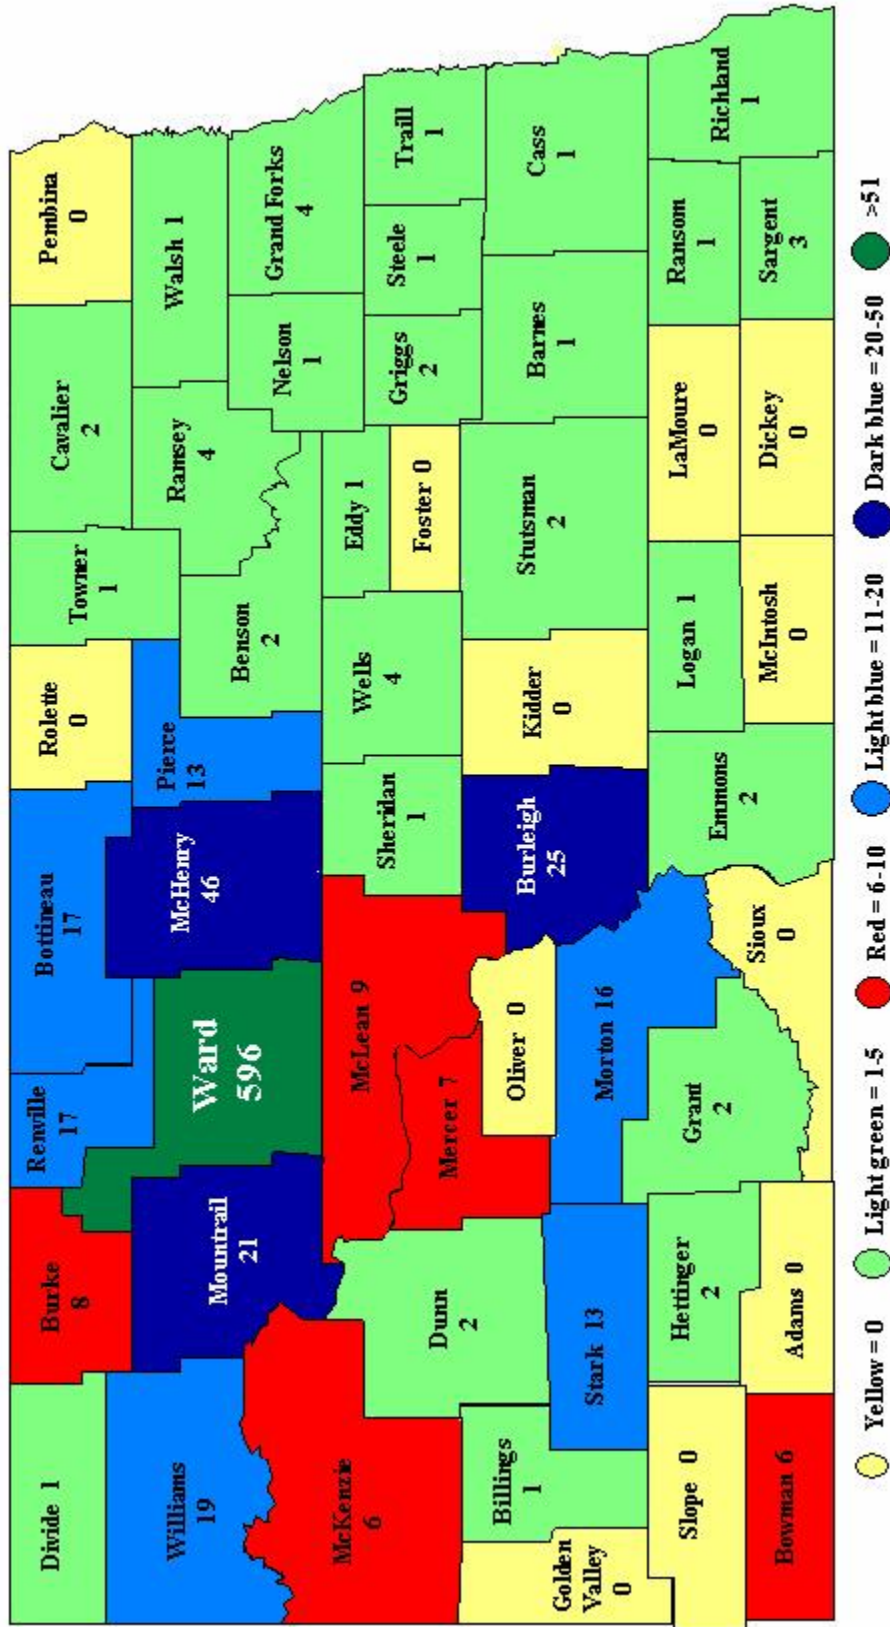 Divide 1
Burke
8
Renville
17
Bottineau
17
Rolette
0
Towner
1
Cavalier
2
Pembina
0
Williams
19
Mountrail
21
Ward
596
McHenry
46
Pierce
13
Benson
2
Ramsey
4
Walsh 1
Nelson
1
Grand Forks
4
McKenzie
6
Dunn
2
McLean 9
Mercer 7
Sheridan
1
Wells
4
Eddy 1
Foster 0
Griggs
2
Steele
1
Traill
1
Golden
Valley
0
Billings
1
Stark 13
Oliver 0
Morton 16
Burleigh
25
Kidder
0
Stutsman
2
Barnes
1
Cass
1
Slope 0
Hettinger
2
Grant
2
Sioux
0
Emmons
2
Logan 1
LaMoure
0
Ransom
1
Richland
1
Bowman 6
Adams 0
McIntosh
0
Dickey
0
Sargent
3
Yellow = 0 Light green = 1-5 Red = 6-10 Light blue = 11-20 Dark blue = 20-50 >51